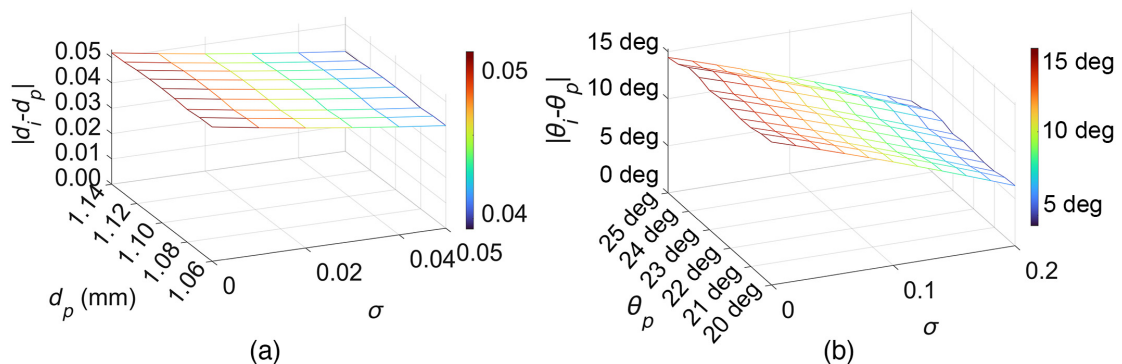 |d_i-d_p|
0.05
0.04
0.03
0.02
0.01
0.00
1.14
1.12
1.10
1.08
1.06
d_p (mm)
0
0.02
0.04
0.05
σ
0.05
0.04
(a)
|θ_i-θ_p|
15 deg
10 deg
5 deg
0 deg
25 deg
24 deg
23 deg
22 deg
21 deg
20 deg
θ_p
0
0.1
0.2
σ
15 deg
10 deg
5 deg
(b)